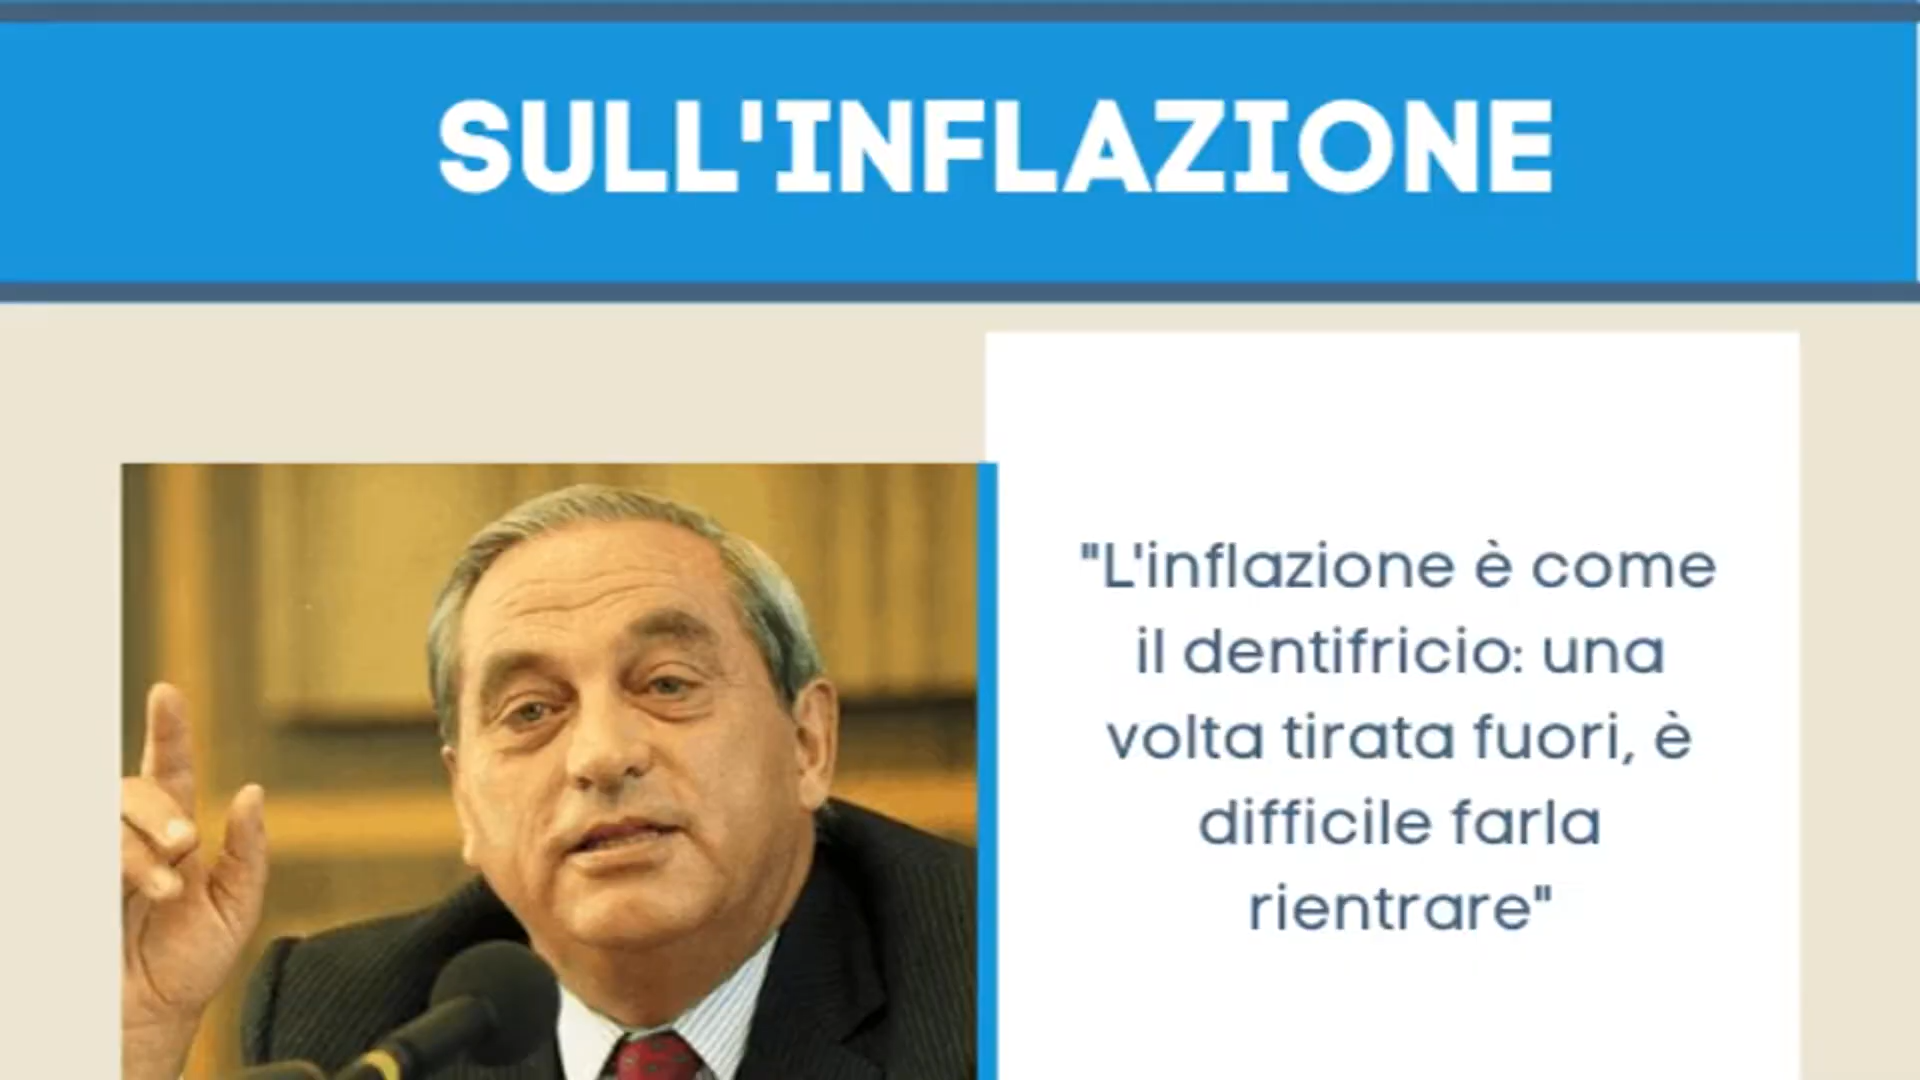 SULL'INFLAZIONE
"L'inflazione è come
il dentifricio: una
volta tirata fuori, è
difficile farla
rientrare"